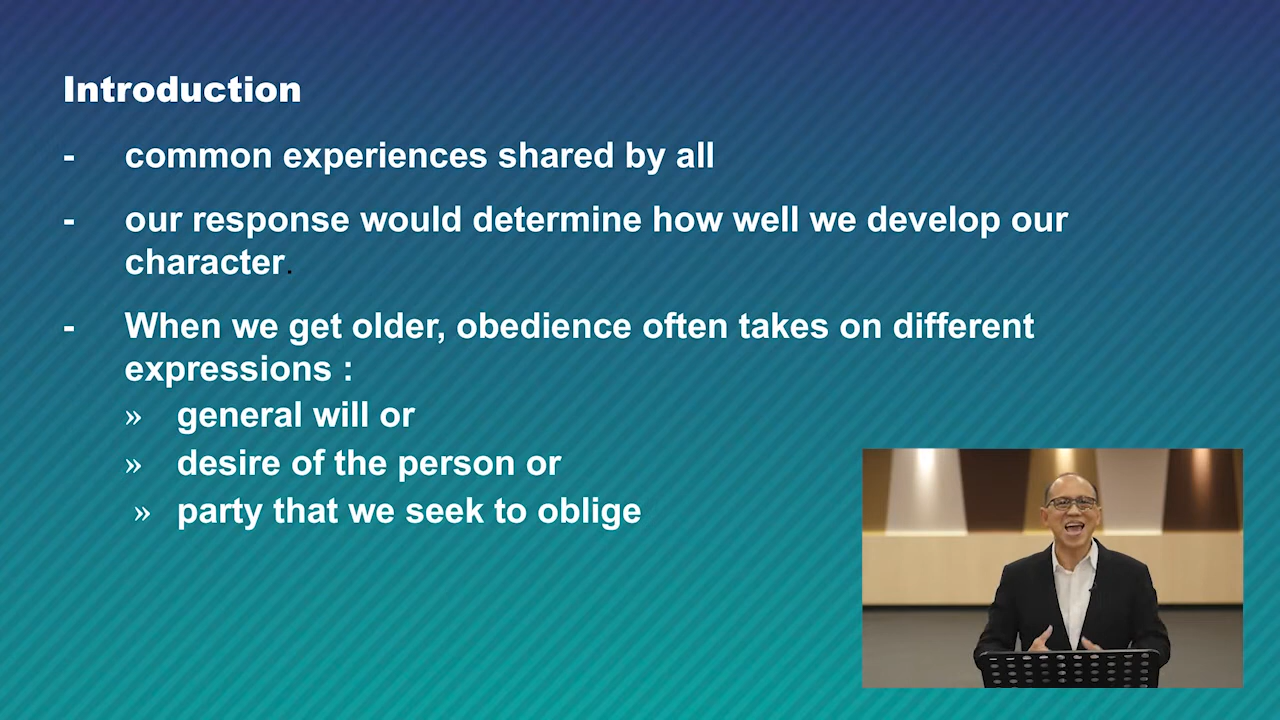 Introduction
- common experiences shared by all
- our response would determine how well we develop our
character.
- When we get older, obedience often takes on different
expressions :
» general will or
» desire of the person or
» party that we seek to oblige